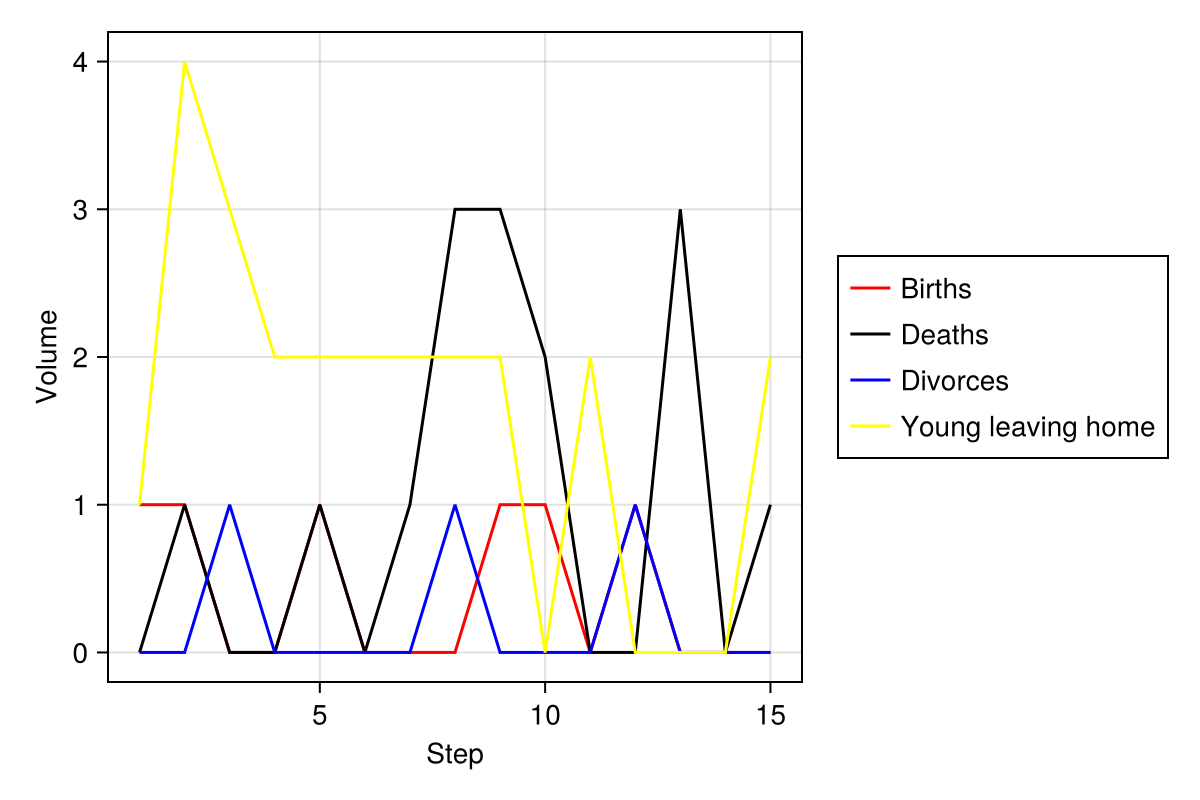 4
3
2
1
0
Volume
5 10 15
Step
Births
Deaths
Divorces
Young leaving home